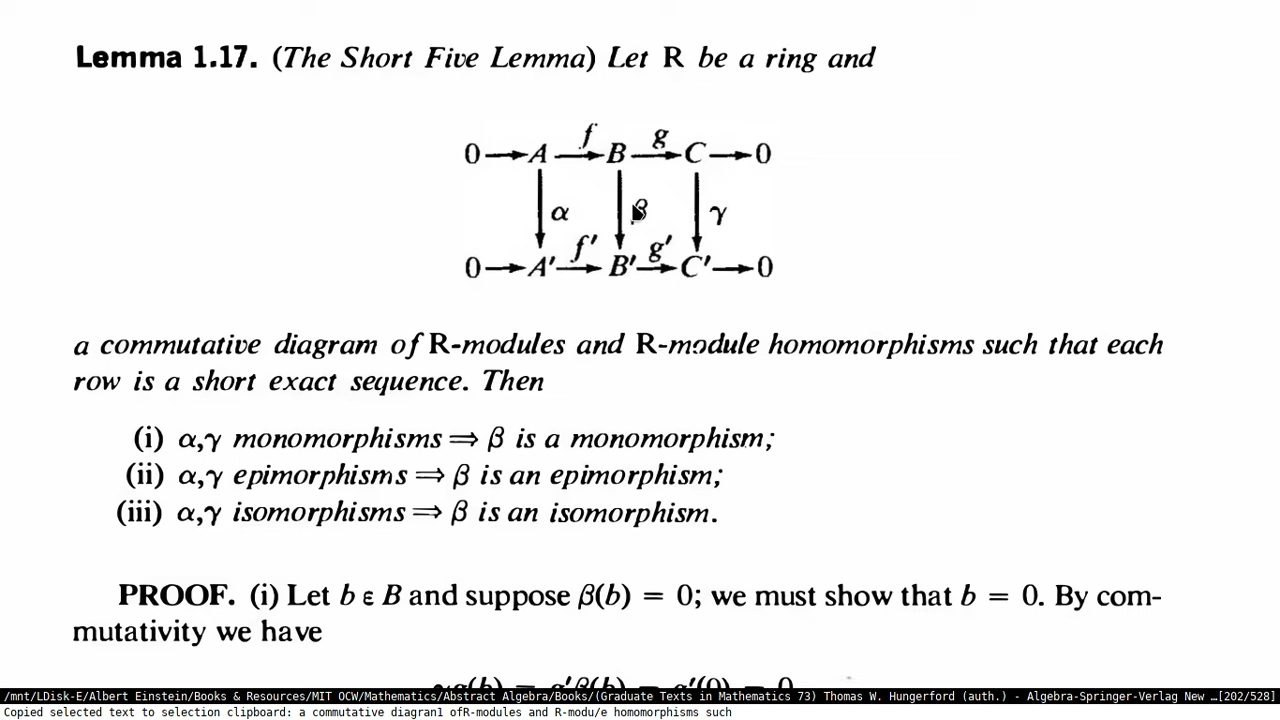 Lemma 1.17. (The Short Five Lemma) Let R be a ring and
0 A f B g C 0
α β γ
0 A' f' B' g' C' 0
a commutative diagram of R-modules and R-module homomorphisms such that each
row is a short exact sequence. Then
(i) α,γ monomorphisms ⇒ β is a monomorphism;
(ii) α,γ epimorphisms ⇒ β is an epimorphism;
(iii) α,γ isomorphisms ⇒ β is an isomorphism.
PROOF. (i) Let b ε B and suppose β(b) = 0; we must show that b = 0. By com-
mutativity we have
/mnt/LDisk-E/Albert Einstein/Books & Resources/MIT OCW/Mathematics/Abstract Algebra/Books/(Graduate Texts in Mathematics 73) Thomas W. Hungerford (auth.) - Algebra-Springer-Verlag New …[202/528]
Copied selected text to selection clipboard: a commutative diagran1 ofR-modules and R-modu/e homomorphisms such